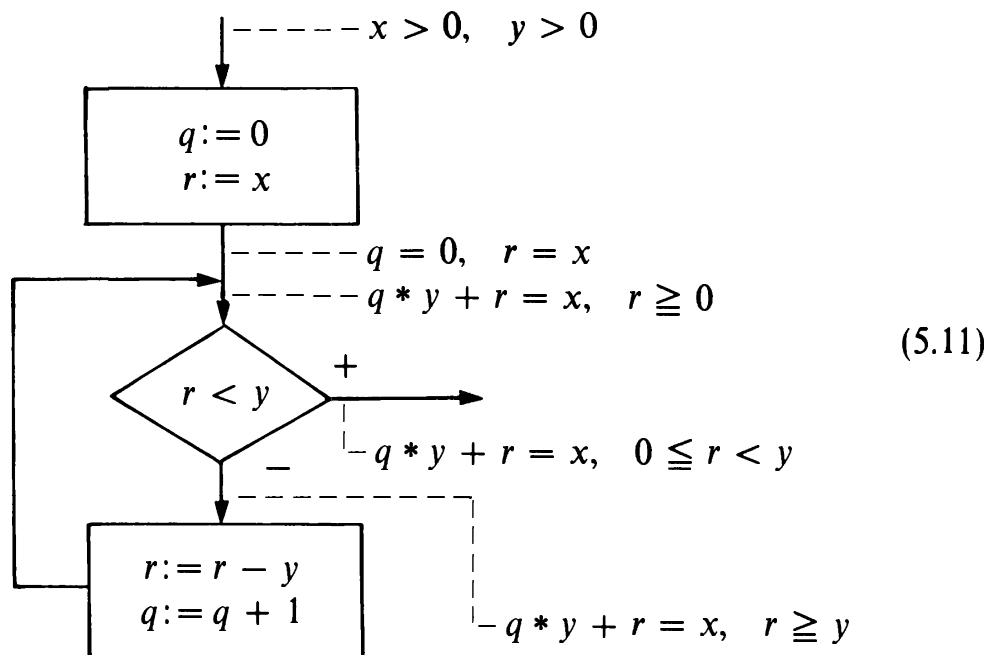 x > 0, y > 0
q := 0
r := x
q = 0, r = x
q * y + r = x, r ≧ 0
(5.11)
+
r < y
q * y + r = x, 0 ≦ r < y
−
r := r − y
q := q + 1
q * y + r = x, r ≧ y